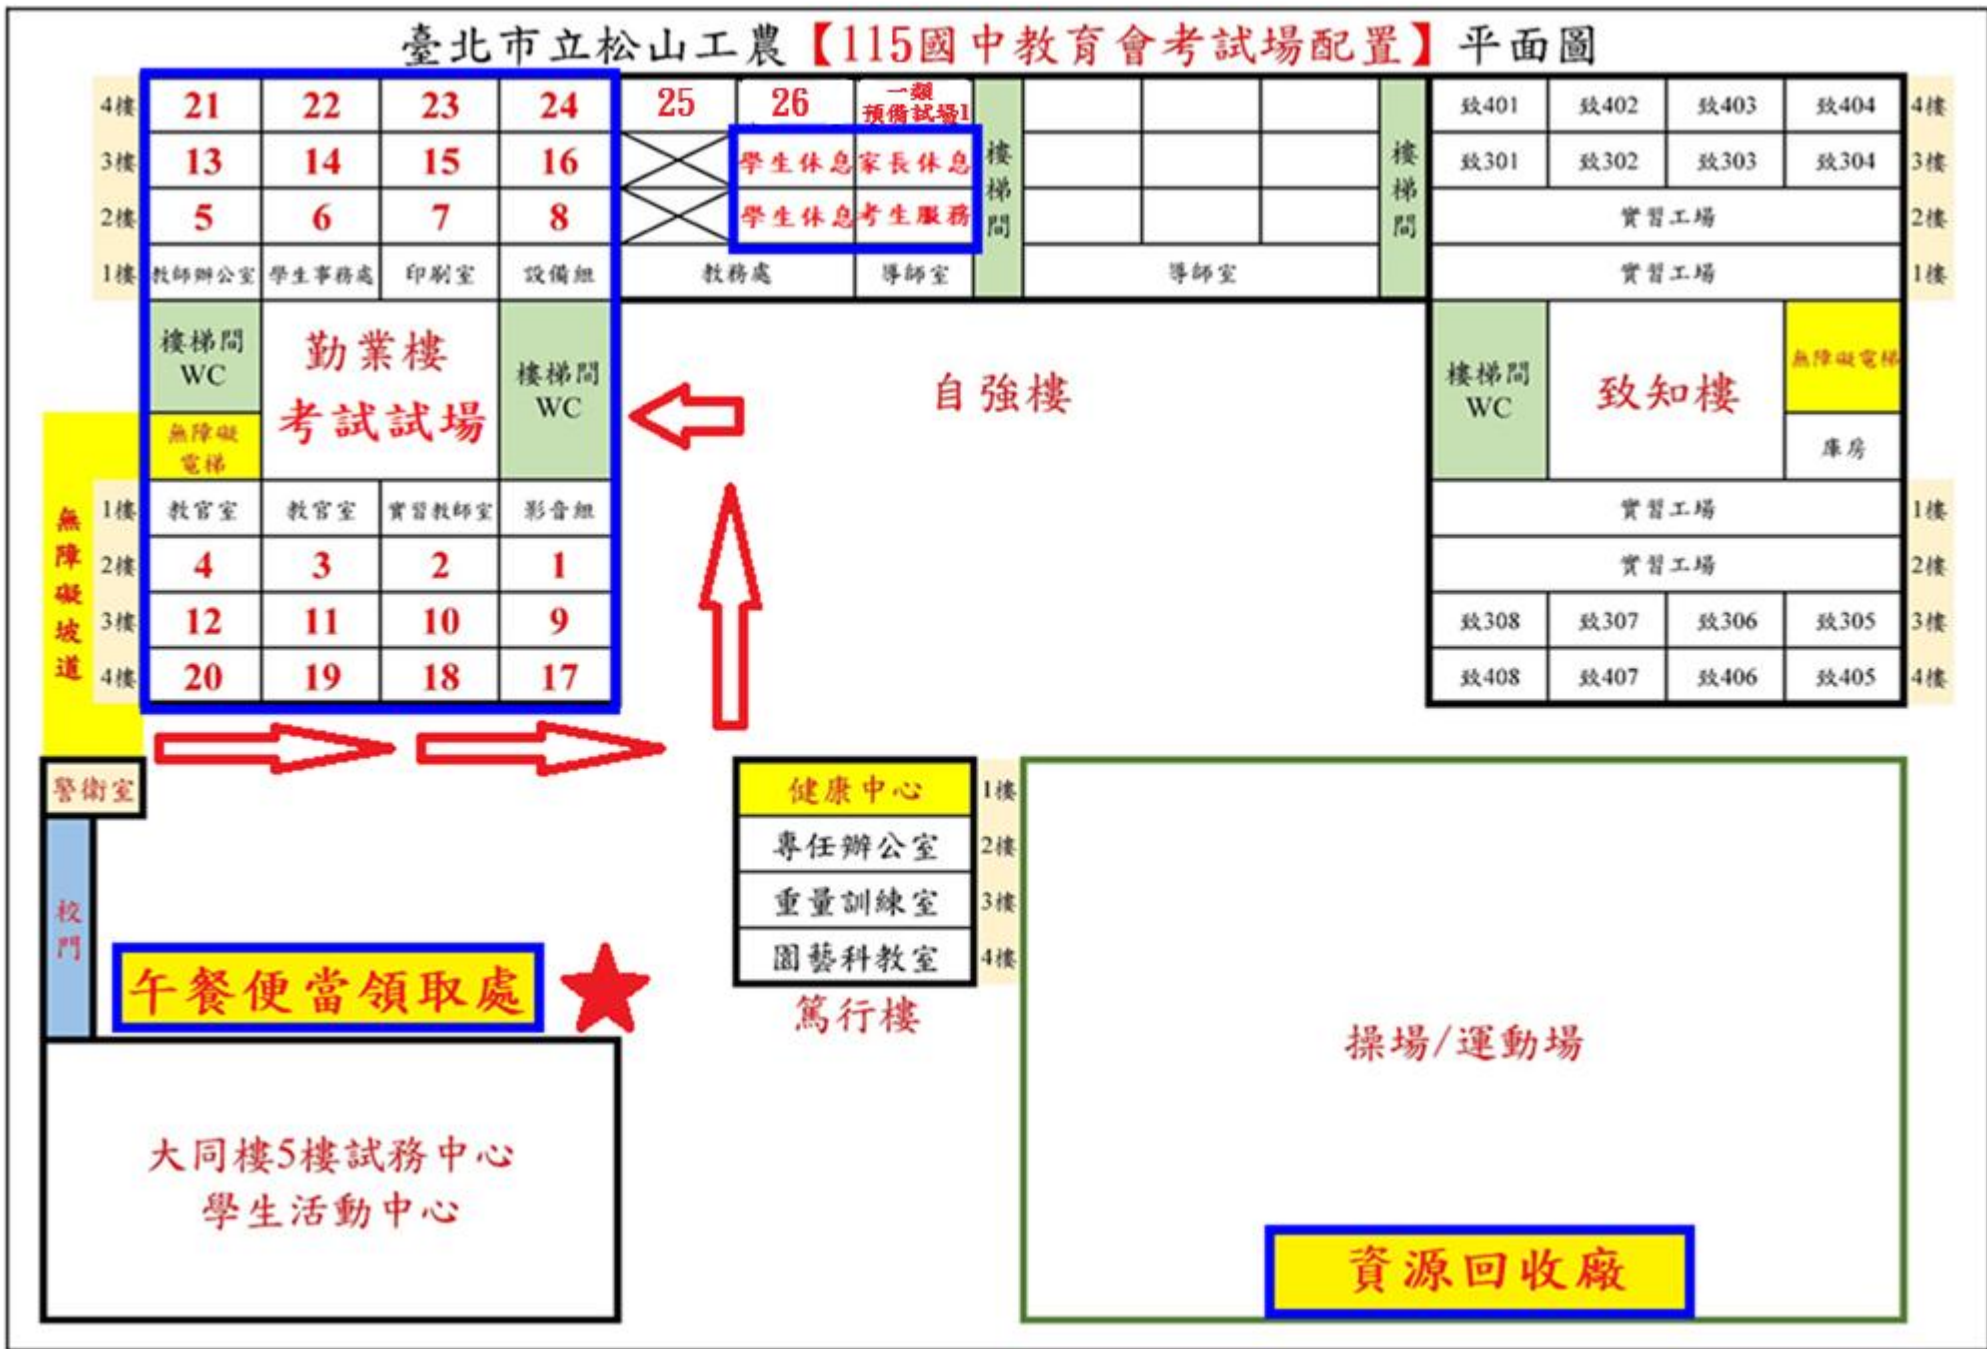 臺北市立松山工農【115國中教育會考試場配置】平面圖
4樓 21 22 23 24 25 26 一類
預備試場1 致401 致402 致403 致404 4樓
3樓 13 14 15 16 學生休息 家長休息 致301 致302 致303 致304 3樓
2樓 5 6 7 8 學生休息 考生服務 實習工場 2樓
樓梯間
樓梯間
1樓 教師辦公室 學生事務處 印刷室 設備組 教務處 導師室 導師室 實習工場 1樓
樓梯間
WC
勤業樓
考試試場
樓梯間
WC
無障礙
電梯
自強樓
樓梯間
WC
致知樓
無障礙電梯
庫房
無障礙坡道
1樓 教官室 教官室 實習教師室 影音組 實習工場 1樓
2樓 4 3 2 1 實習工場 2樓
3樓 12 11 10 9 致308 致307 致306 致305 3樓
4樓 20 19 18 17 致408 致407 致406 致405 4樓
警衛室
校門
健康中心 1樓
專任辦公室 2樓
重量訓練室 3樓
園藝科教室 4樓
篤行樓
午餐便當領取處
操場/運動場
大同樓5樓試務中心
學生活動中心
資源回收廠